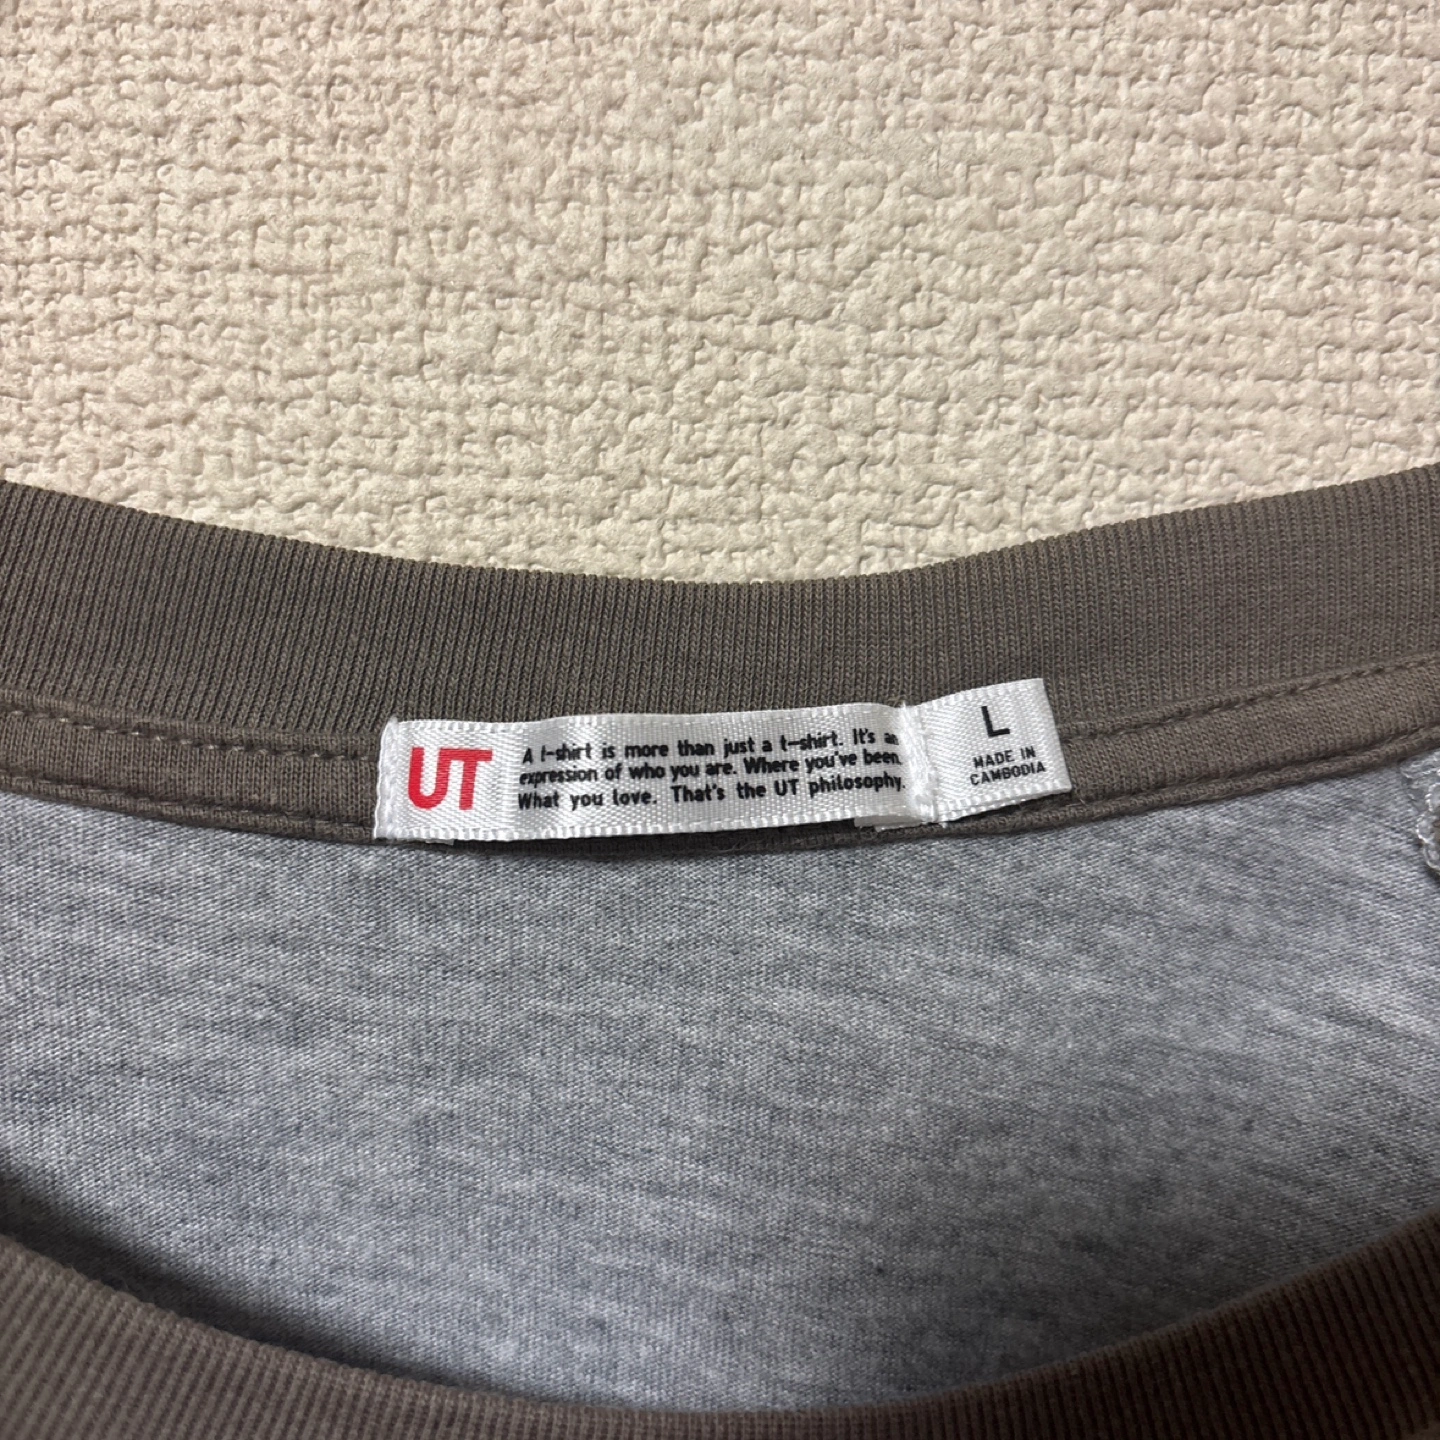 UT
A t-shirt is more than just a t-shirt. It's an
expression of who you are. Where you've been.
What you love. That's the UT philosophy.
L
MADE IN
CAMBODIA